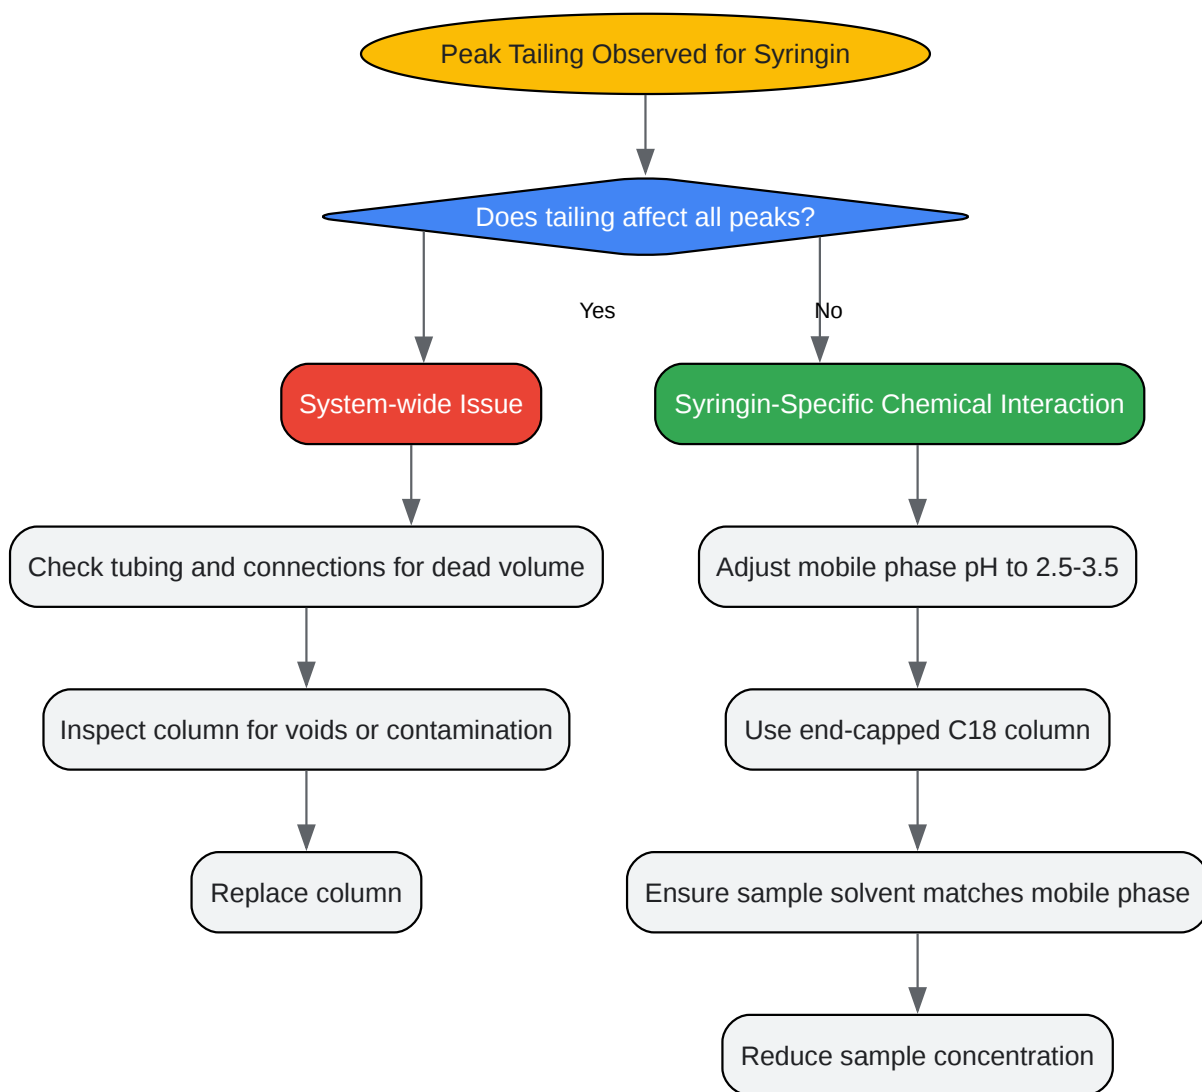 Peak Tailing Observed for Syringin
Does tailing affect all peaks?
Yes
No
System-wide Issue
Syringin-Specific Chemical Interaction
Check tubing and connections for dead volume
Adjust mobile phase pH to 2.5-3.5
Inspect column for voids or contamination
Use end-capped C18 column
Replace column
Ensure sample solvent matches mobile phase
Reduce sample concentration